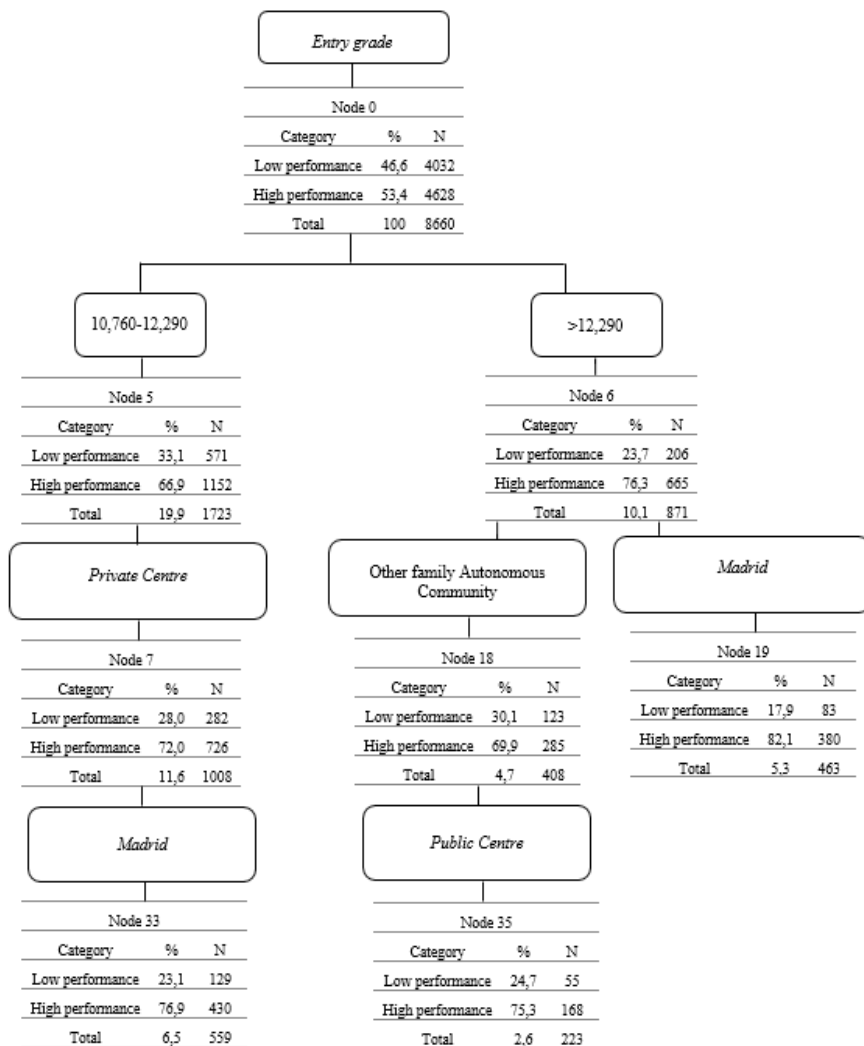 Entry grade
Node 0
Category % N
Low performance 46,6 4032
High performance 53,4 4628
Total 100 8660
10,760-12,290
>12,290
Node 5
Category % N
Low performance 33,1 571
High performance 66,9 1152
Total 19,9 1723
Node 6
Category % N
Low performance 23,7 206
High performance 76,3 665
Total 10,1 871
Private Centre
Other family Autonomous
Community
Madrid
Node 7
Category % N
Low performance 28,0 282
High performance 72,0 726
Total 11,6 1008
Node 18
Category % N
Low performance 30,1 123
High performance 69,9 285
Total 4,7 408
Node 19
Category % N
Low performance 17,9 83
High performance 82,1 380
Total 5,3 463
Madrid
Public Centre
Node 33
Category % N
Low performance 23,1 129
High performance 76,9 430
Total 6,5 559
Node 35
Category % N
Low performance 24,7 55
High performance 75,3 168
Total 2,6 223